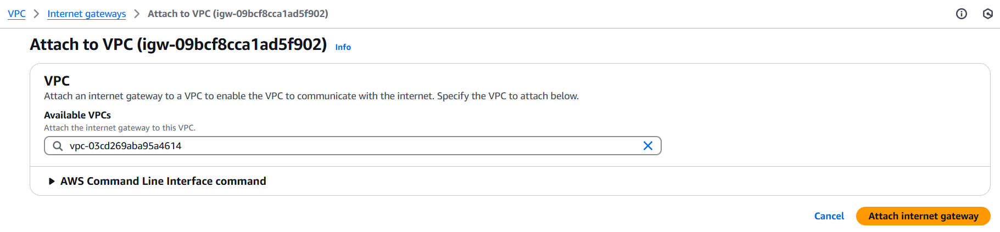 VPC > Internet gateways > Attach to VPC (igw-09bcf8cca1ad5f902)
Attach to VPC (igw-09bcf8cca1ad5f902) Info
VPC
Attach an internet gateway to a VPC to enable the VPC to communicate with the internet. Specify the VPC to attach below.
Available VPCs
Attach the internet gateway to this VPC.
vpc-03cd269aba95a4614
AWS Command Line Interface command
Cancel Attach internet gateway